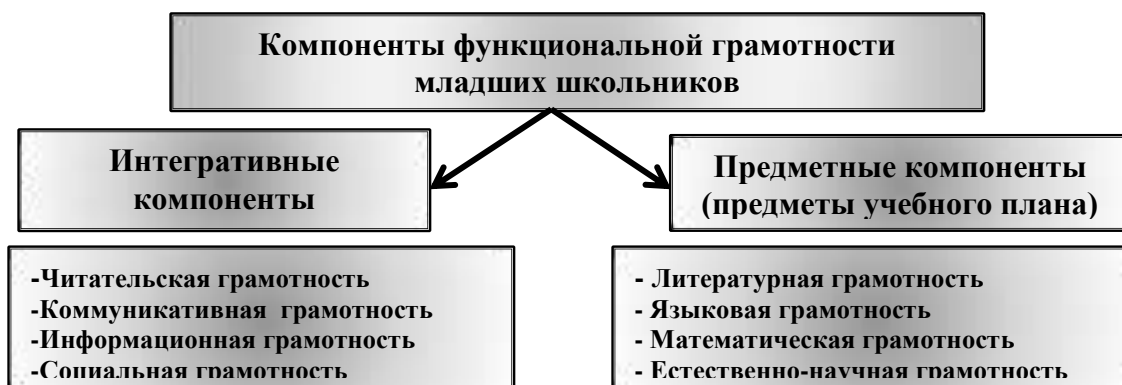 Компоненты функциональной грамотности
младших школьников
Интегративные
компоненты
Предметные компоненты
(предметы учебного плана)
-Читательская грамотность
-Коммуникативная грамотность
-Информационная грамотность
-Социальная грамотность
- Литературная грамотность
- Языковая грамотность
- Математическая грамотность
- Естественно-научная грамотность